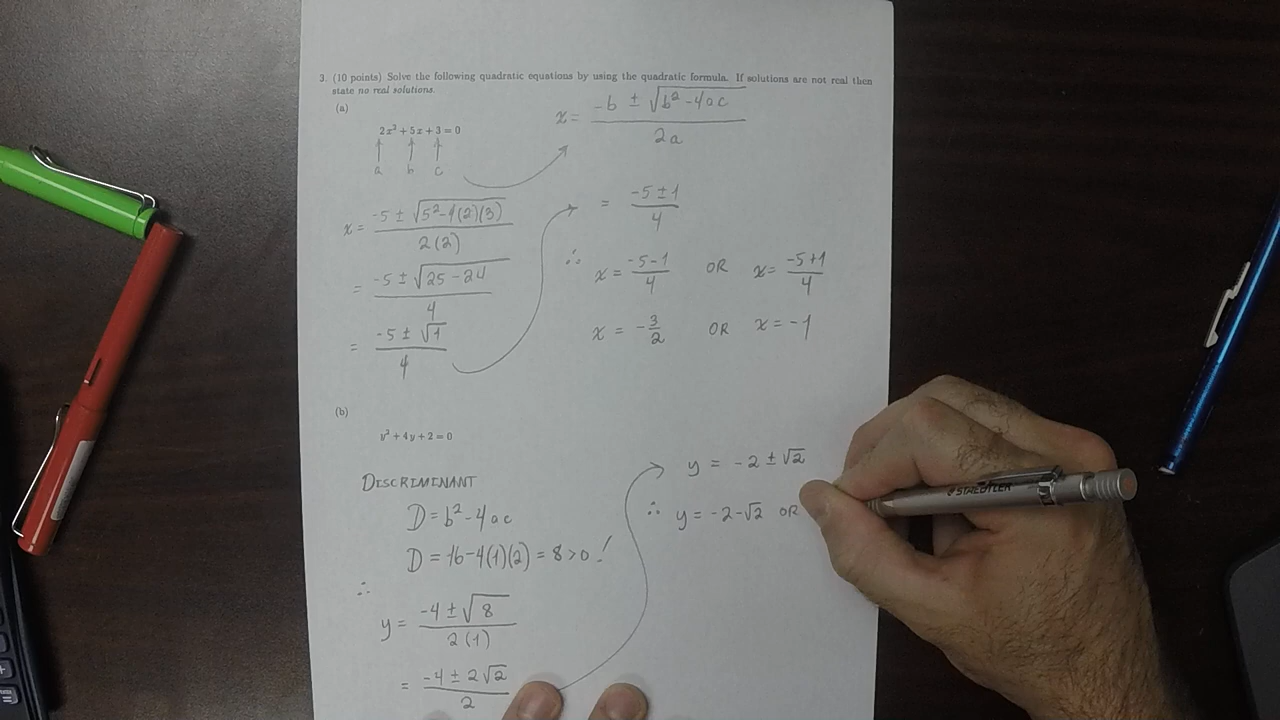 3. (10 points) Solve the following quadratic equations by using the quadratic formula. If solutions are not real then
state no real solutions.
(a)
2x² + 5x + 3 = 0
a b c
x = (-b ± √(b² - 4ac)) / 2a
x = (-5 ± √(5² - 4(2)(3))) / 2(2)
= (-5 ± √(25 - 24)) / 4
= (-5 ± √1) / 4
= (-5 ± 1) / 4
∴ x = (-5 - 1) / 4 OR x = (-5 + 1) / 4
x = -3/2 OR x = -1
(b)
y² + 4y + 2 = 0
DISCRIMENANT
D = b² - 4ac
D = 16 - 4(1)(2) = 8 > 0 !
∴
y = (-4 ± √8) / 2(1)
= (-4 ± 2√2) / 2
y = -2 ± √2
∴ y = -2 - √2 OR
STAEDTLER